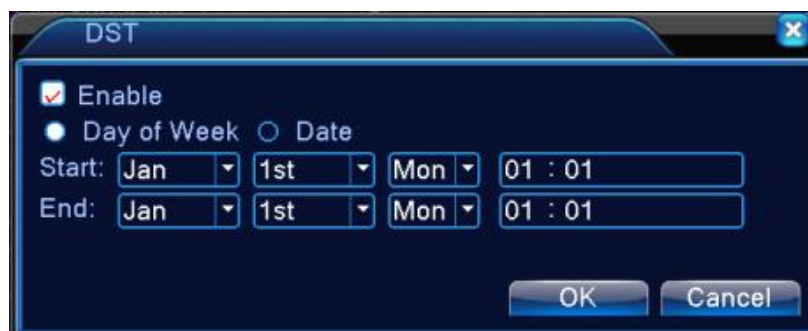 DST
Enable
Day of Week Date
Start: Jan 1st Mon 01 : 01
End: Jan 1st Mon 01 : 01
OK Cancel